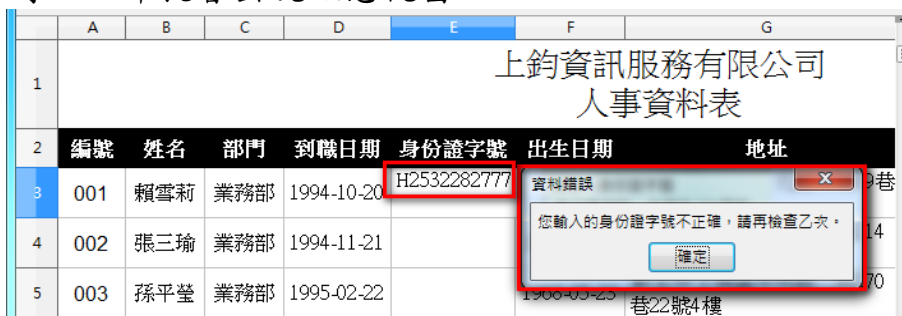 A B C D E F G
1 上鈞資訊服務有限公司
人事資料表
2 編號 姓名 部門 到職日期 身份證字號 出生日期 地址
3 001 賴雪莉 業務部 1994-10-20 H2532282777 9巷
資料錯誤
您輸入的身份證字號不正確，請再檢查乙次。
確定
4 002 張三瑜 業務部 1994-11-21 14
5 003 孫平瑩 業務部 1995-02-22 70
巷22號4樓